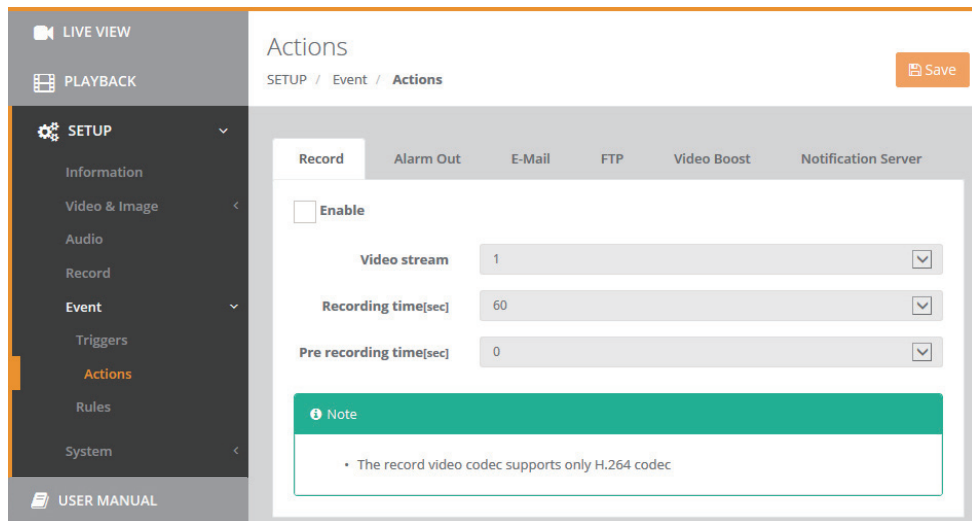 LIVE VIEW
PLAYBACK
SETUP
Information
Video & Image
Audio
Record
Event
Triggers
Actions
Rules
System
USER MANUAL
Actions
SETUP / Event / Actions
Save
Record Alarm Out E-Mail FTP Video Boost Notification Server
Enable
Video stream 1
Recording time[sec] 60
Pre recording time[sec] 0
Note
• The record video codec supports only H.264 codec